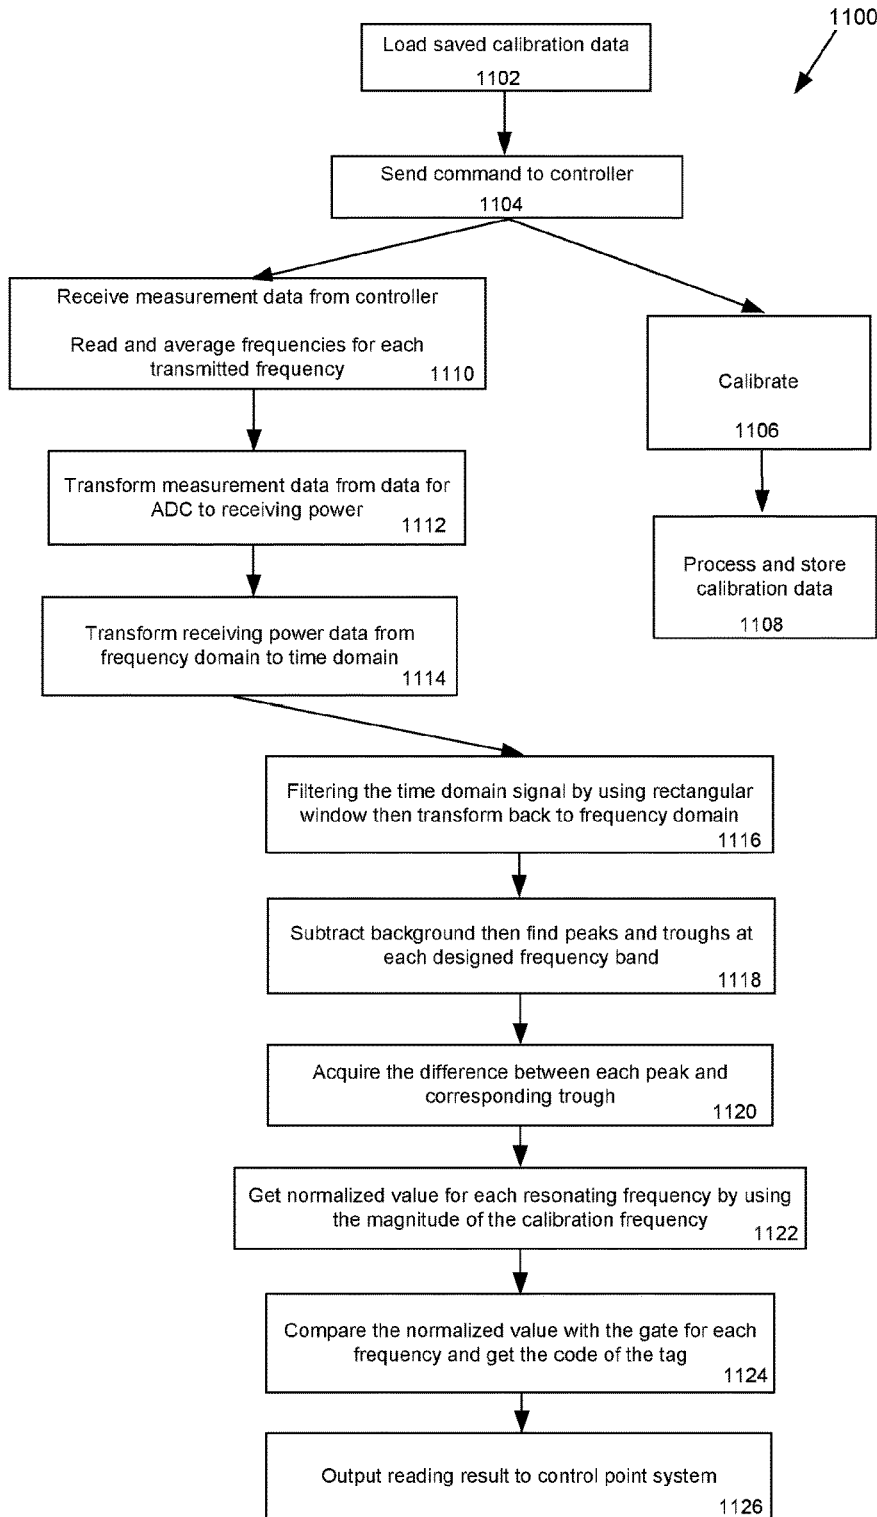 1100
Load saved calibration data
1102
Send command to controller
1104
Receive measurement data from controller
Read and average frequencies for each
transmitted frequency
1110
Calibrate
1106
Transform measurement data from data for
ADC to receiving power
1112
Process and store
calibration data
1108
Transform receiving power data from
frequency domain to time domain
1114
Filtering the time domain signal by using rectangular
window then transform back to frequency domain
1116
Subtract background then find peaks and troughs at
each designed frequency band
1118
Acquire the difference between each peak and
corresponding trough
1120
Get normalized value for each resonating frequency by using
the magnitude of the calibration frequency
1122
Compare the normalized value with the gate for each
frequency and get the code of the tag
1124
Output reading result to control point system
1126